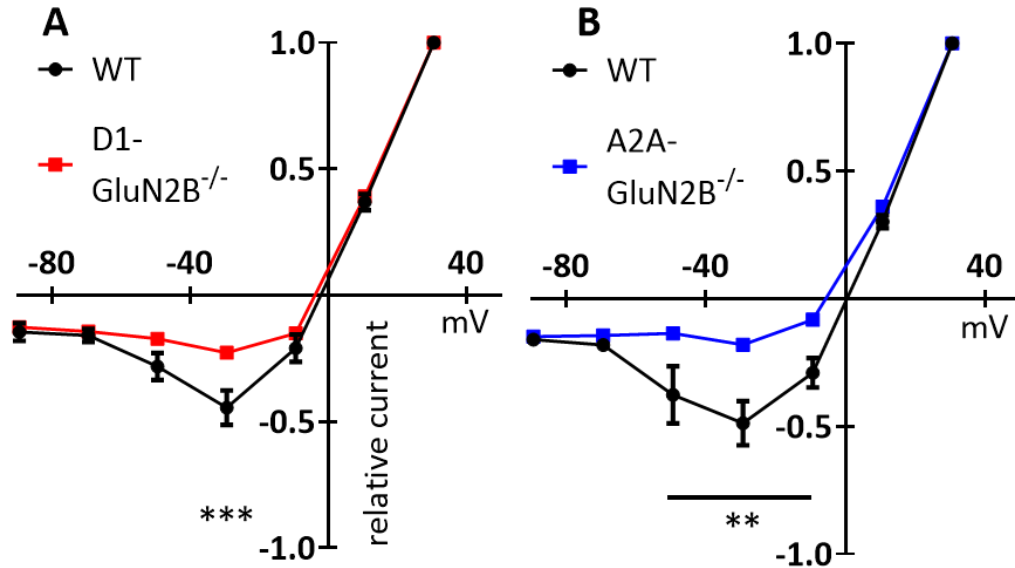 A
WT
D1-
GluN2B-/-
1.0
0.5
-80
-40
40
mV
-0.5
-1.0
relative current
***
B
WT
A2A-
GluN2B-/-
1.0
0.5
-80
-40
40
mV
-0.5
-1.0
**